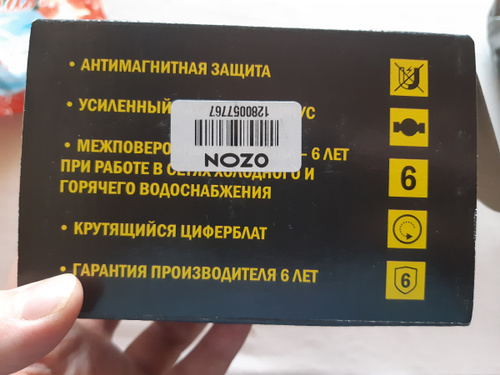 • АНТИМАГНИТНАЯ ЗАЩИТА
• УСИЛЕННЫЙ
1280057767
OZON
6 ЛЕТ
ПРИ РАБОТЕ В СЕТЯХ ХОЛОДНОГО И
ГОРЯЧЕГО ВОДОСНАБЖЕНИЯ
6
• КРУТЯЩИЙСЯ ЦИФЕРБЛАТ
• ГАРАНТИЯ ПРОИЗВОДИТЕЛЯ 6 ЛЕТ
6